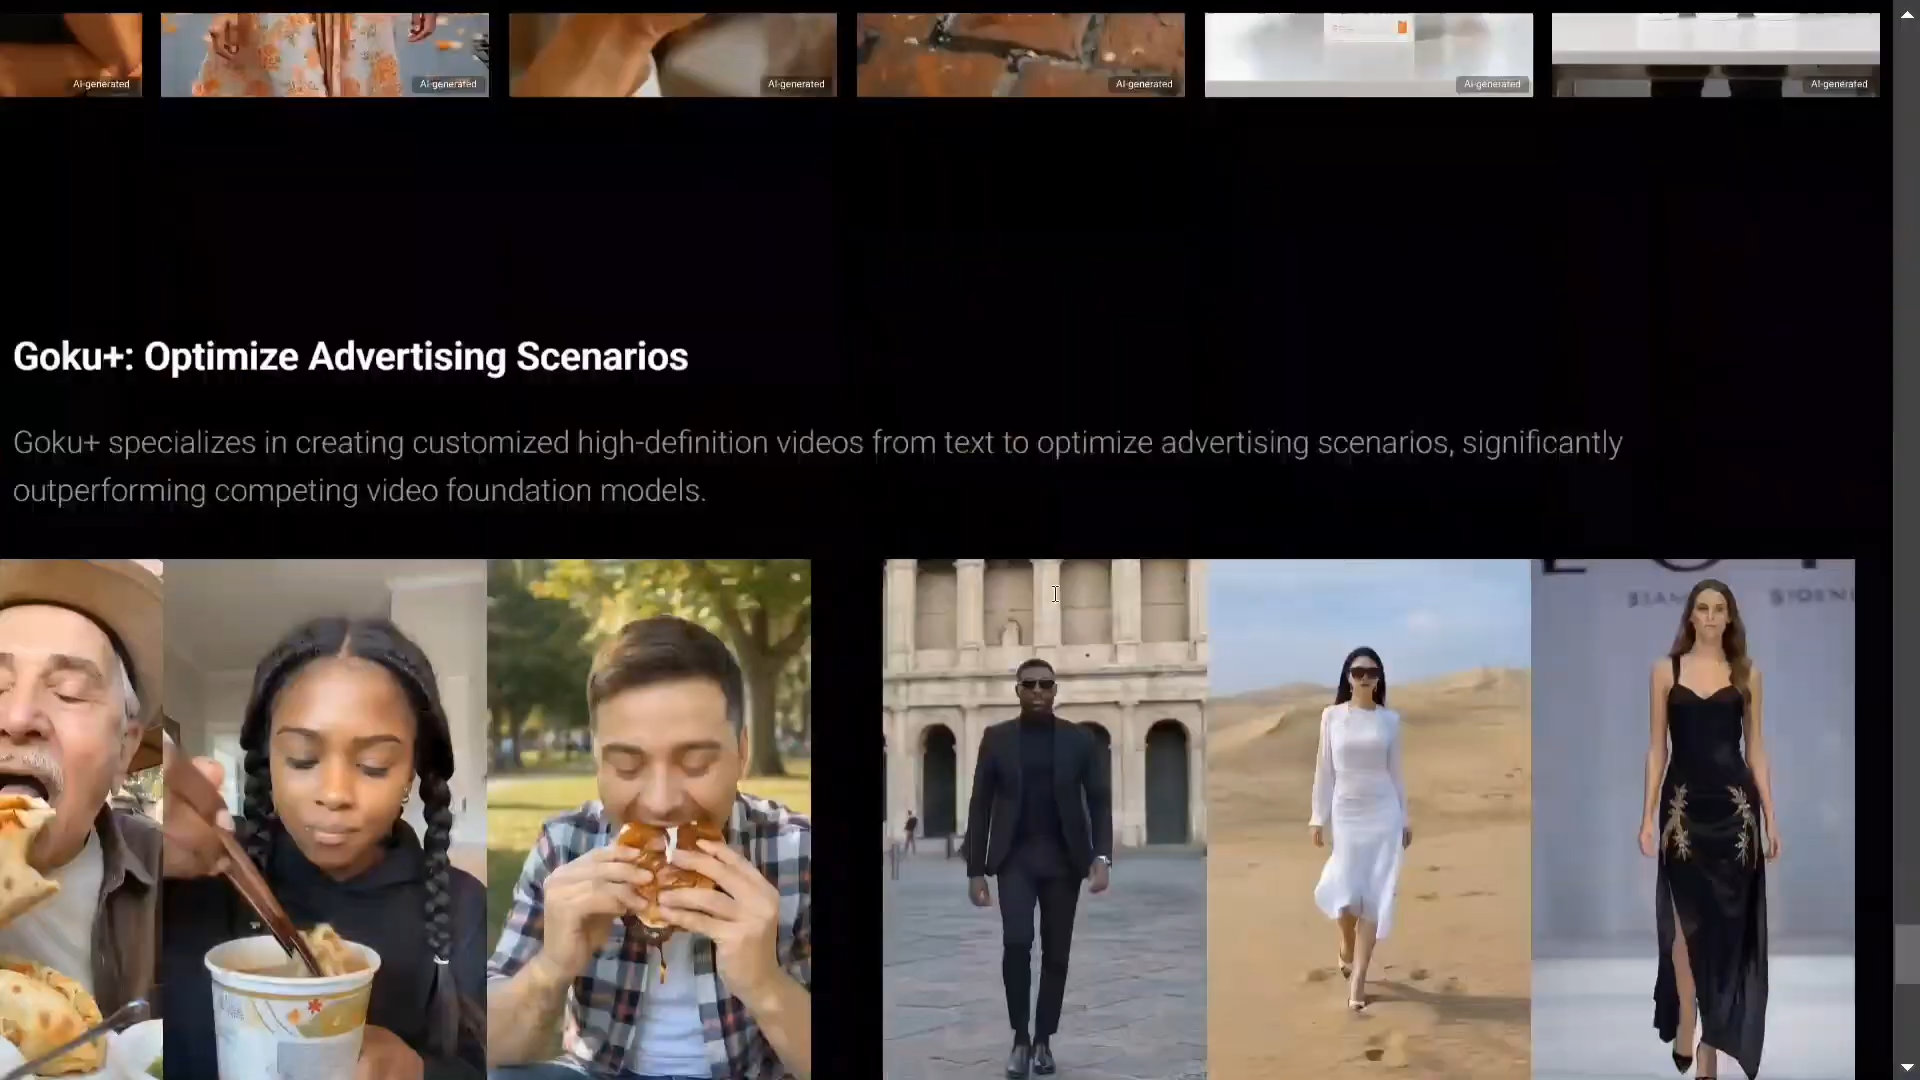 AI-generated
AI-generated
AI-generated
AI-generated
AI-generated
AI-generated
Goku+: Optimize Advertising Scenarios
Goku+ specializes in creating customized high-definition videos from text to optimize advertising scenarios, significantly
outperforming competing video foundation models.